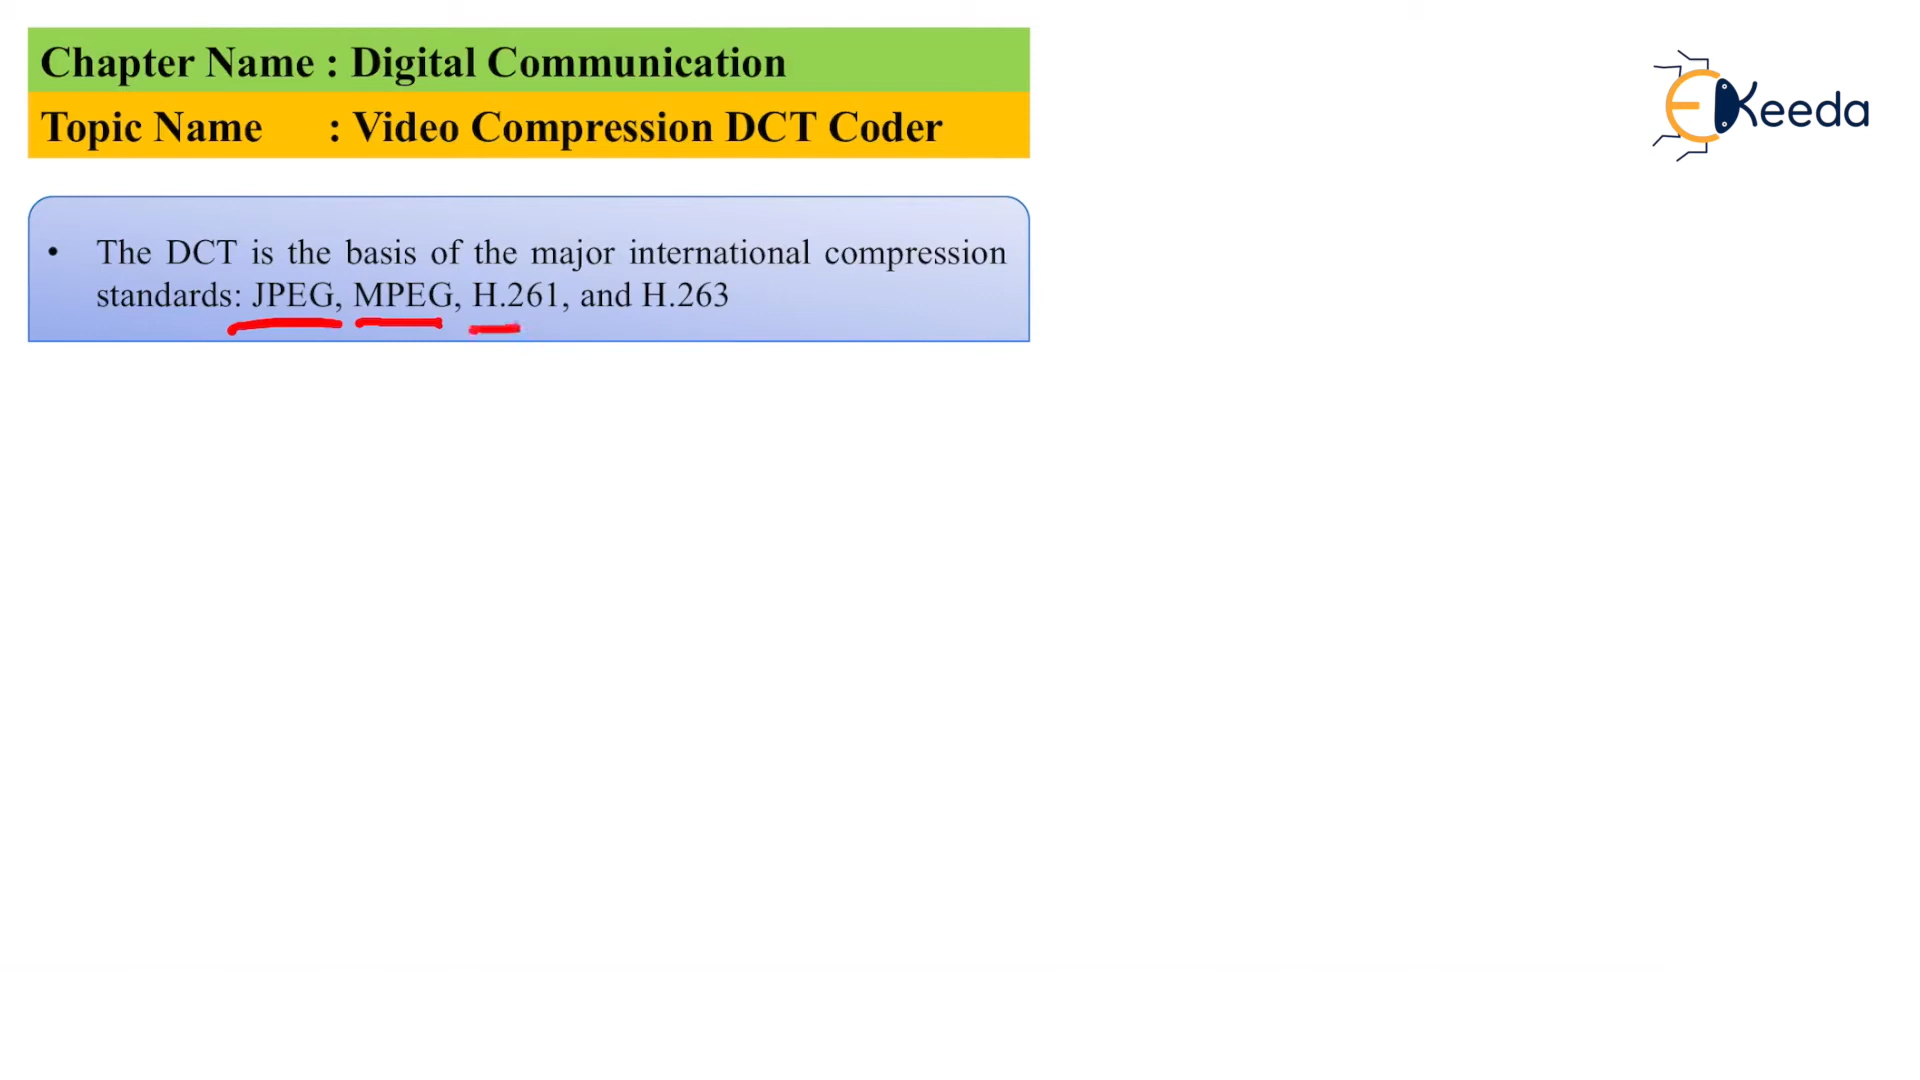 Chapter Name : Digital Communication
Topic Name : Video Compression DCT Coder
EKeeda
• The DCT is the basis of the major international compression
standards: JPEG, MPEG, H.261, and H.263